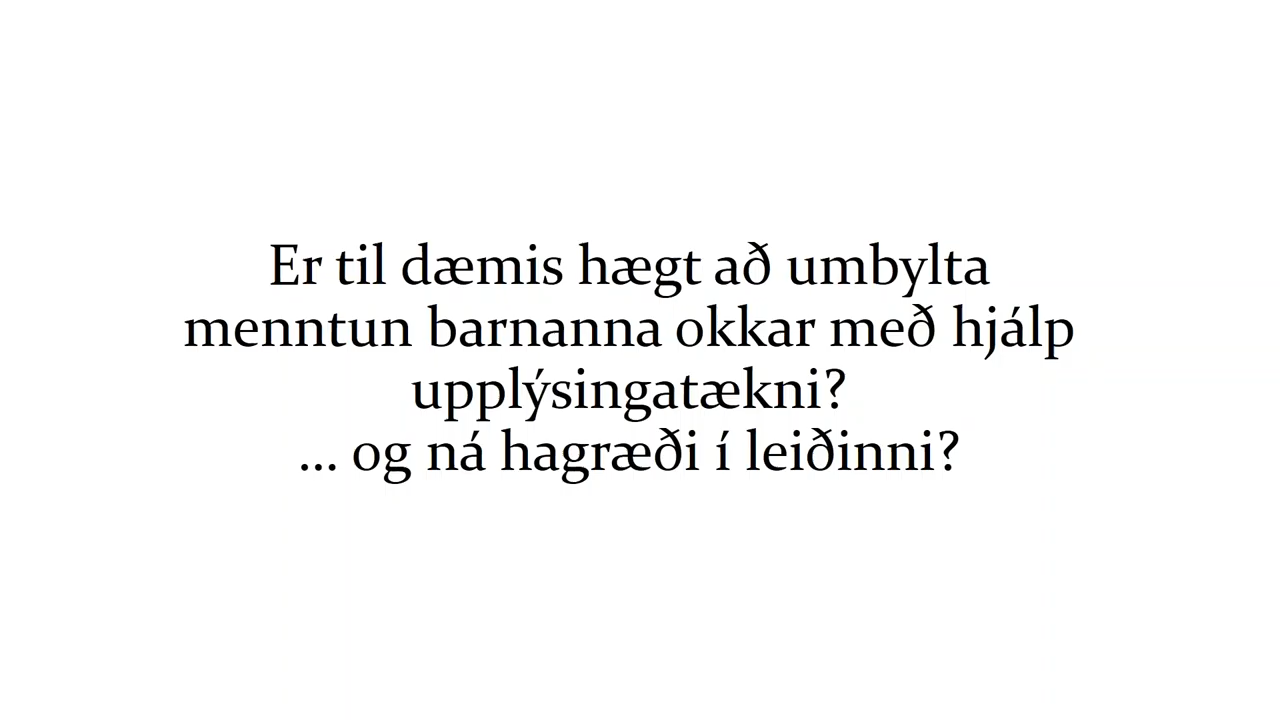 Er til dæmis hægt að umbylta
menntun barnanna okkar með hjálp
upplýsingatækni?
... og ná hagræði í leiðinni?